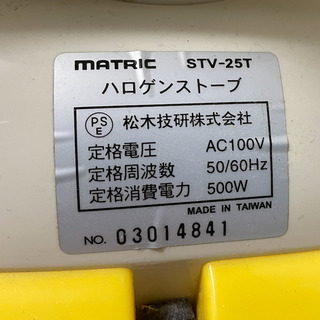 MATRIC STV-25T
ハロゲンストーブ
PSE 松木技研株式会社
定格電圧 AC100V
定格周波数 50/60Hz
定格消費電力 500W
MADE IN TAIWAN
NO. 03014841